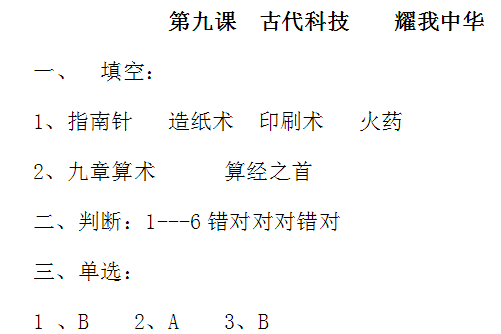 第九课 古代科技 耀我中华
一、 填空：
1、指南针 造纸术 印刷术 火药
2、九章算术 算经之首
二、判断：1---6 错对对对错对
三、单选：
1 、B 2、A 3、B